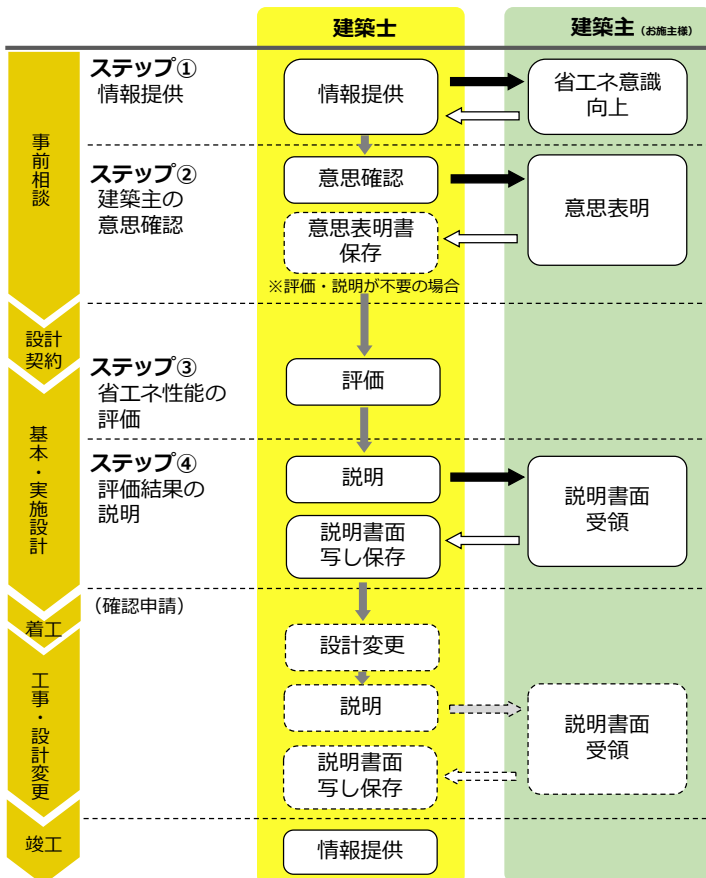 建築士
建築主 (お施主様)
事前相談
ステップ①
情報提供
情報提供
省エネ意識
向上
ステップ②
建築主の
意思確認
意思確認
意思表明
意思表明書
保存
※評価・説明が不要の場合
設計
契約
ステップ③
省エネ性能の
評価
評価
基本・実施設計
ステップ④
評価結果の
説明
説明
説明書面
受領
説明書面
写し保存
着工
(確認申請)
設計変更
工事・設計変更
説明
説明書面
受領
説明書面
写し保存
竣工
情報提供